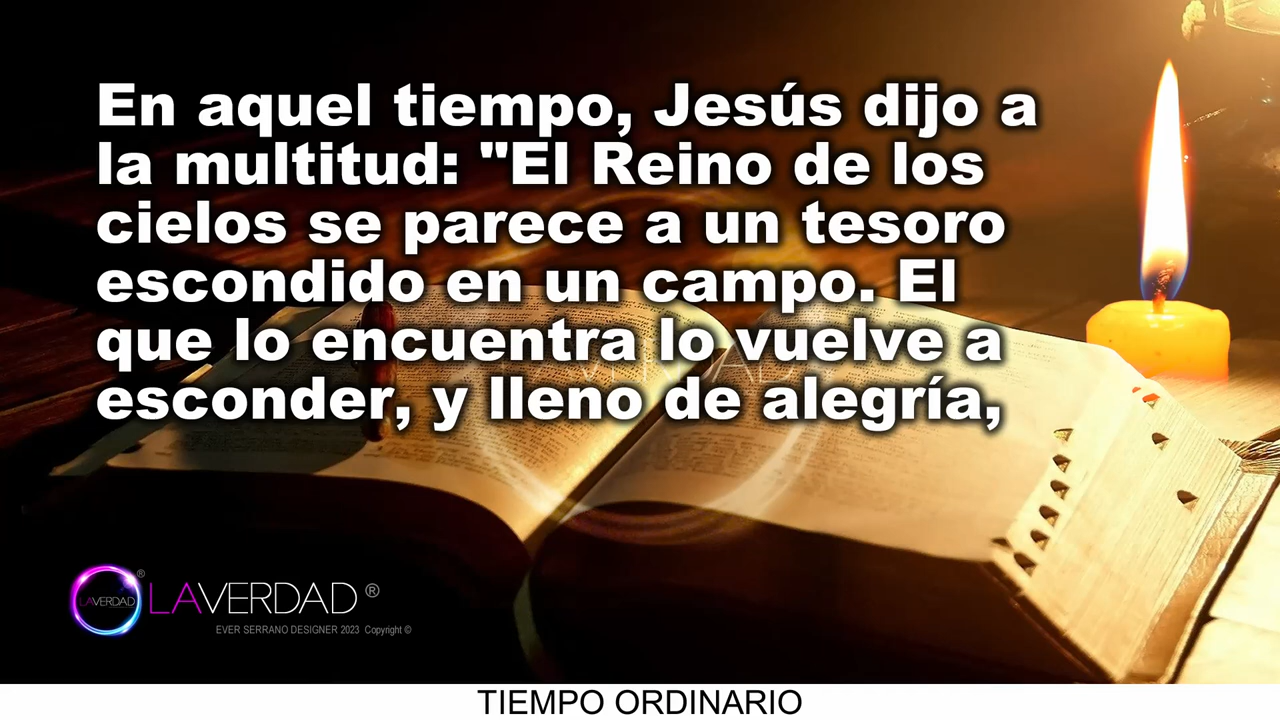 En aquel tiempo, Jesús dijo a
la multitud: "El Reino de los
cielos se parece a un tesoro
escondido en un campo. El
que lo encuentra lo vuelve a
esconder, y lleno de alegría,
LAVERDAD ®
LAVERDAD ®
EVER SERRANO DESIGNER 2023 Copyright ©
TIEMPO ORDINARIO